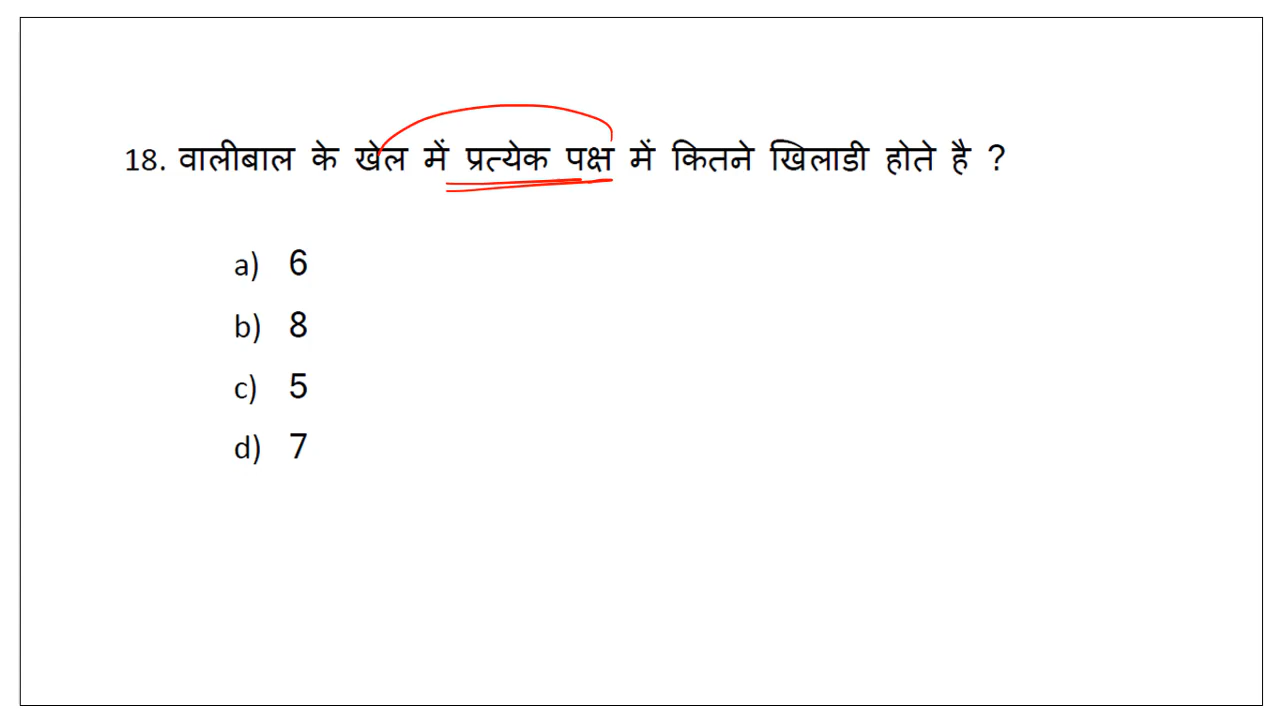 18. वालीबाल के खेल में प्रत्येक पक्ष में कितने खिलाडी होते है ?
a) 6
b) 8
c) 5
d) 7